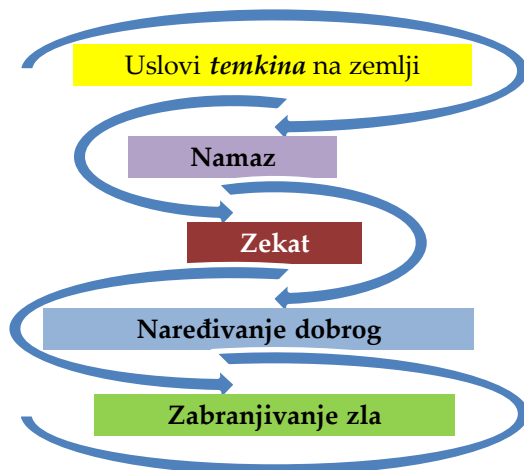 Uslovi temkina na zemlji
Namaz
Zekat
Naređivanje dobrog
Zabranjivanje zla